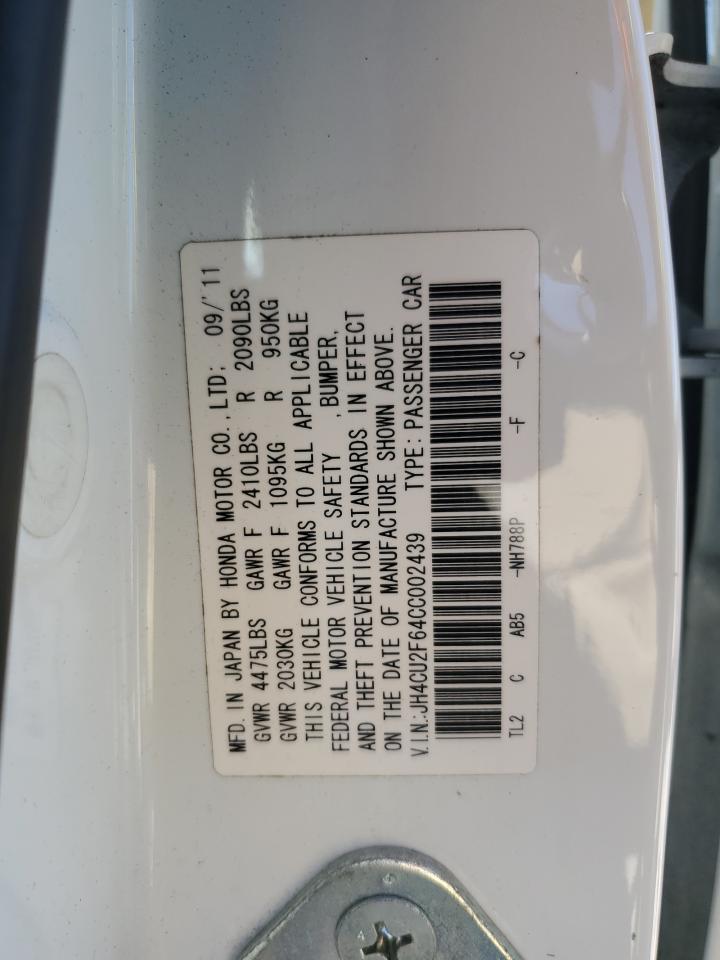 MFD. IN JAPAN BY HONDA MOTOR CO.,LTD; 09/'11
GVWR 4475LBS GAWR F 2410LBS R 2090LBS
GVWR 2030KG GAWR F 1095KG R 950KG
THIS VEHICLE CONFORMS TO ALL APPLICABLE
FEDERAL MOTOR VEHICLE SAFETY ,BUMPER,
AND THEFT PREVENTION STANDARDS IN EFFECT
ON THE DATE OF MANUFACTURE SHOWN ABOVE.
V.I.N.:JH4CU2F64CC002439 TYPE: PASSENGER CAR
TL2 C AB5 -NH788P -F -C
4